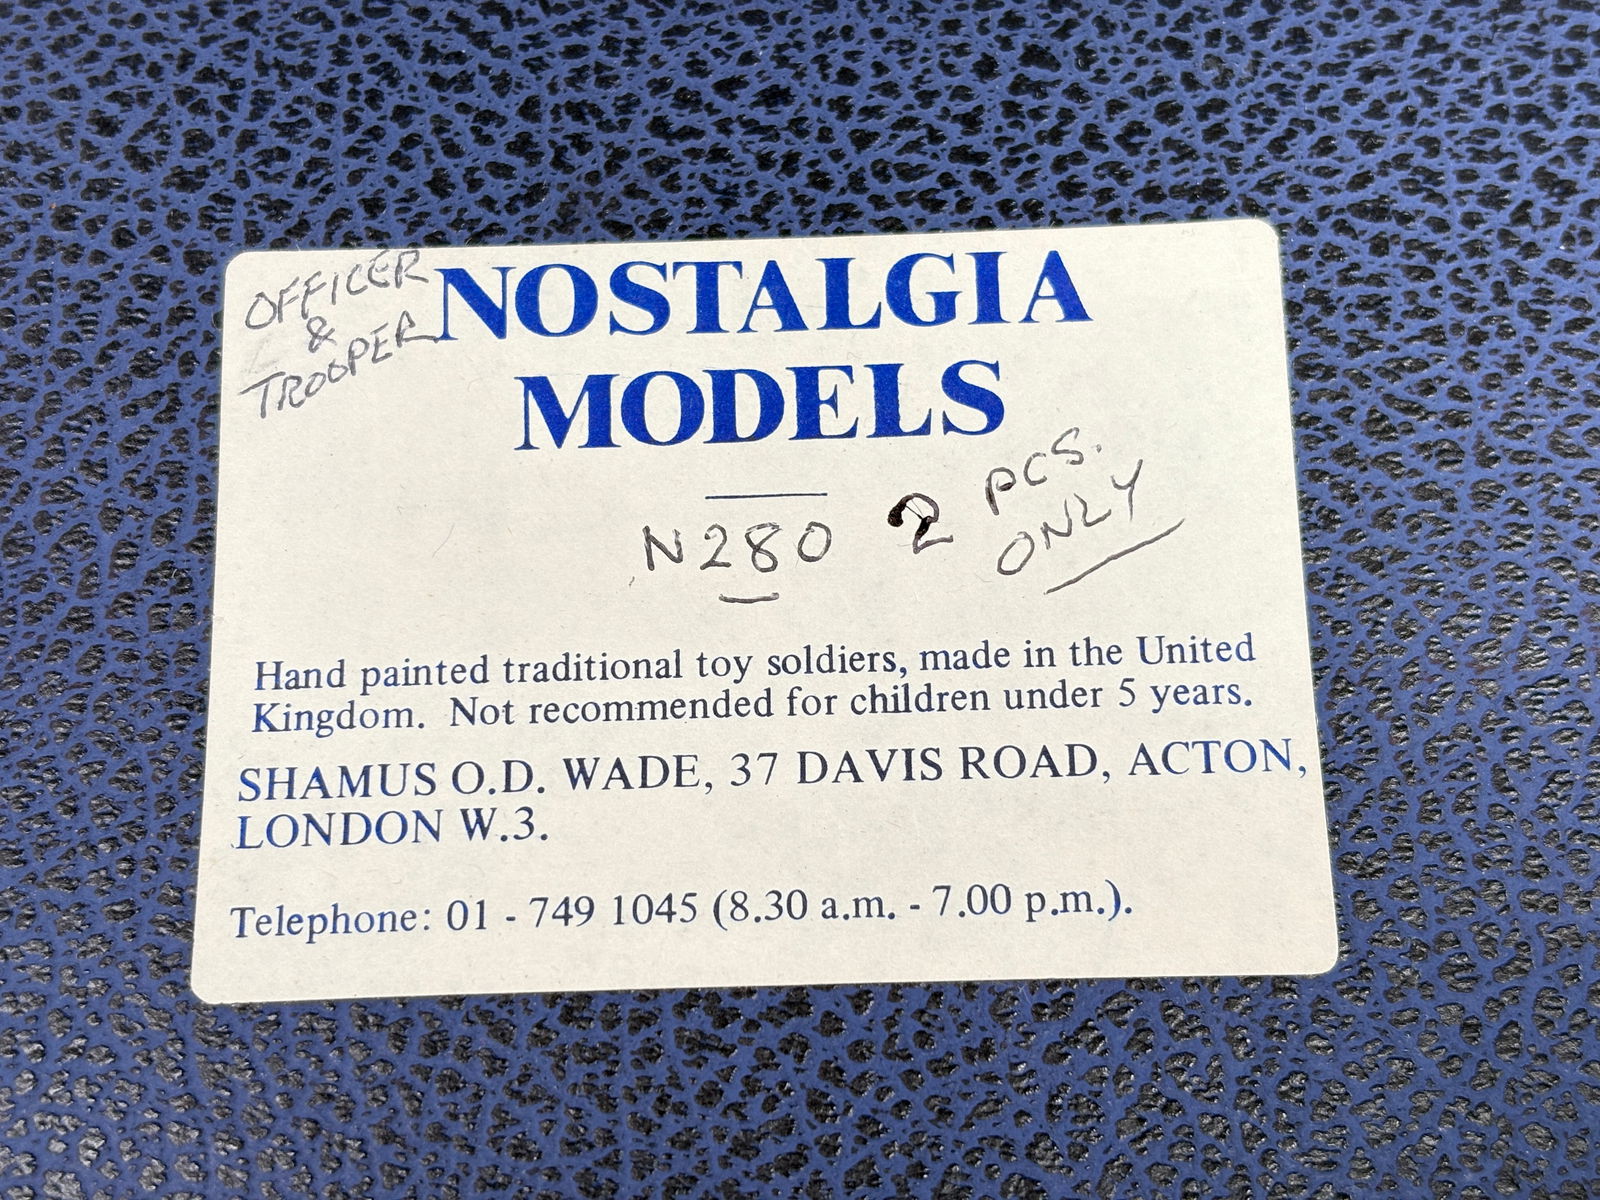 OFFICER
&
TROOPER
NOSTALGIA
MODELS
N280 2 PCS.
ONLY
Hand painted traditional toy soldiers, made in the United
Kingdom. Not recommended for children under 5 years.
SHAMUS O.D. WADE, 37 DAVIS ROAD, ACTON,
LONDON W.3.
Telephone: 01 - 749 1045 (8.30 a.m. - 7.00 p.m.).